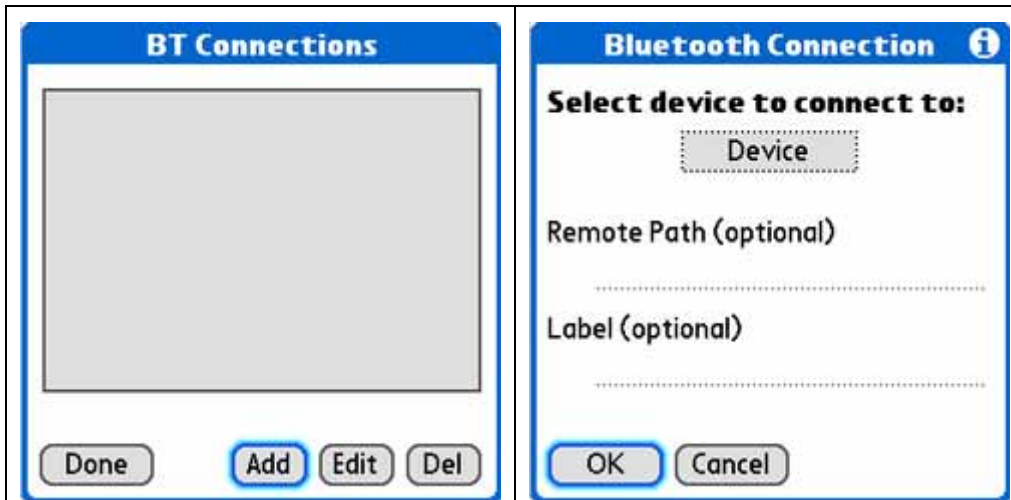 BT Connections
Done Add Edit Del
Bluetooth Connection i
Select device to connect to:
Device
Remote Path (optional)
Label (optional)
OK Cancel